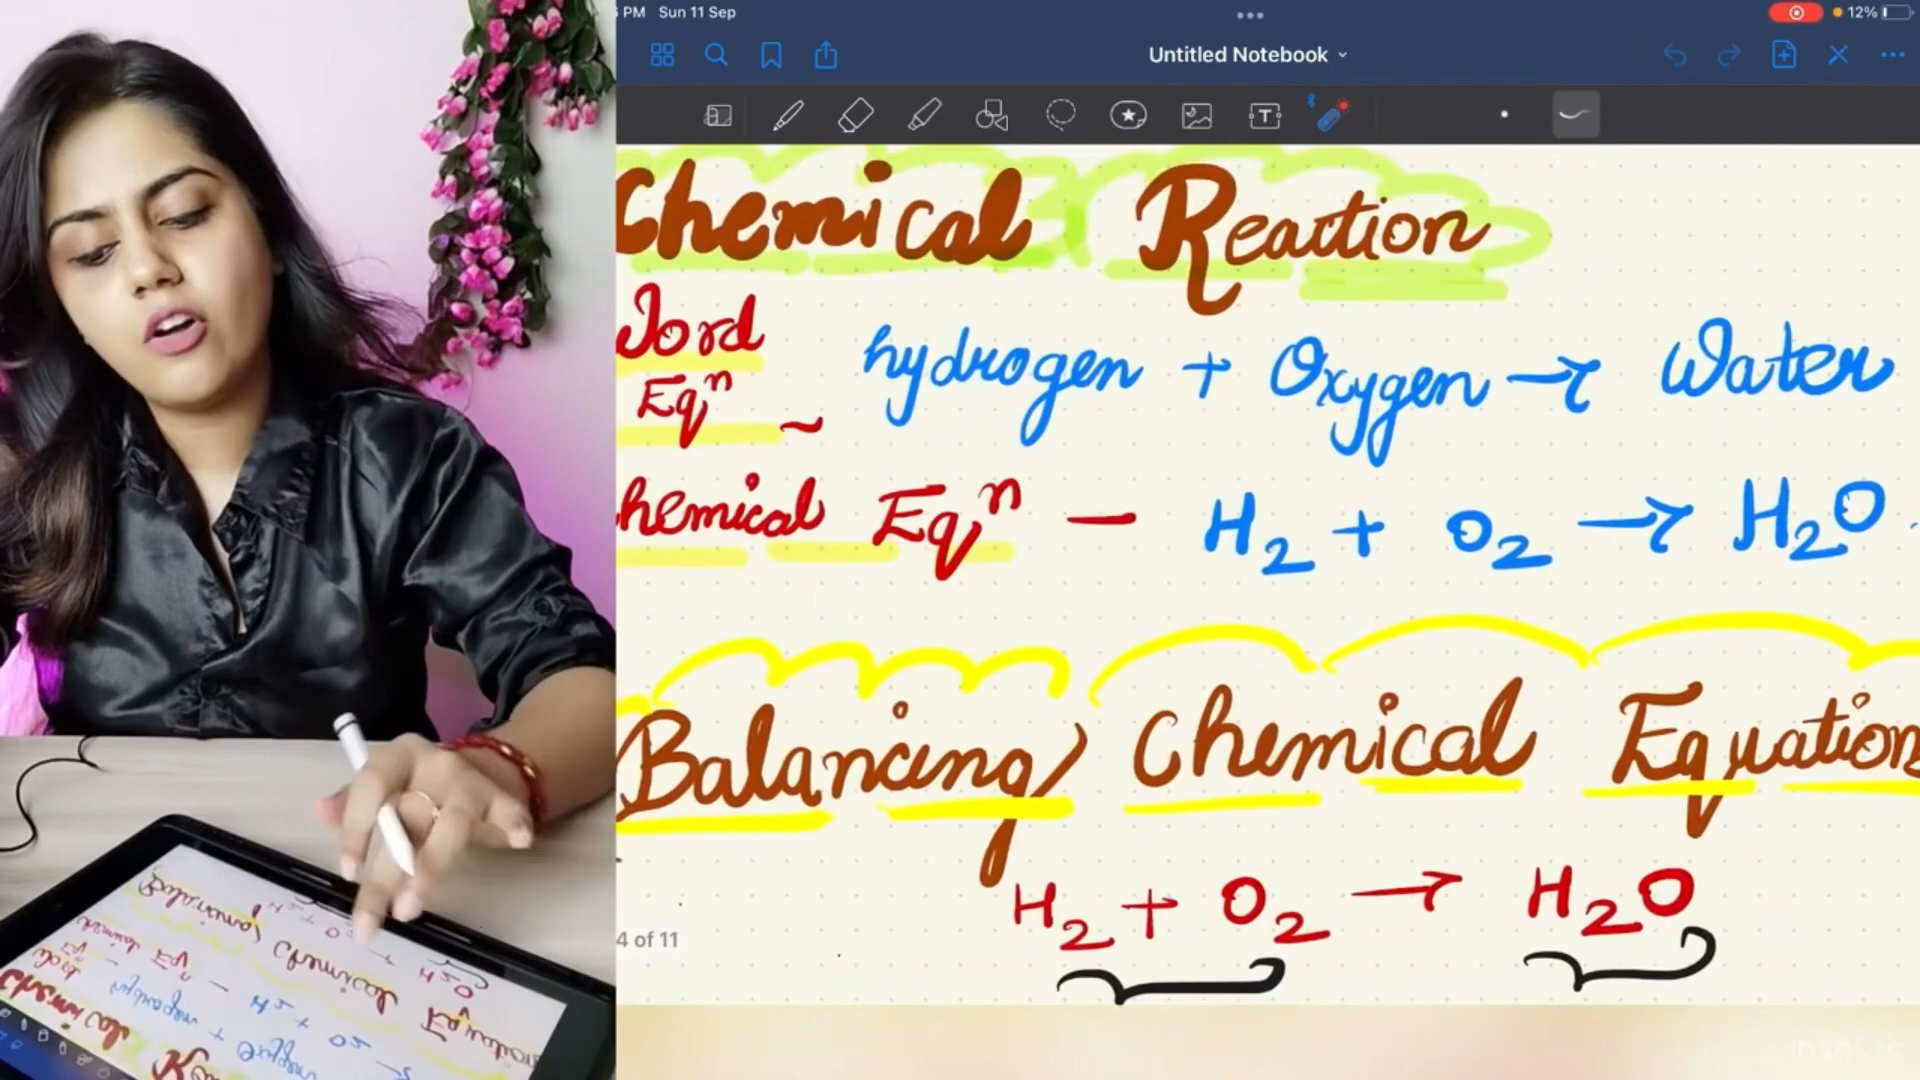 PM Sun 11 Sep
12%
Untitled Notebook
T
Chemical Reaction
Word
Eqⁿ ~ hydrogen + Oxygen → Water
hemical Eqⁿ — H₂ + O₂ → H₂O
Balancing Chemical Equation
H₂ + O₂ → H₂O
4 of 11